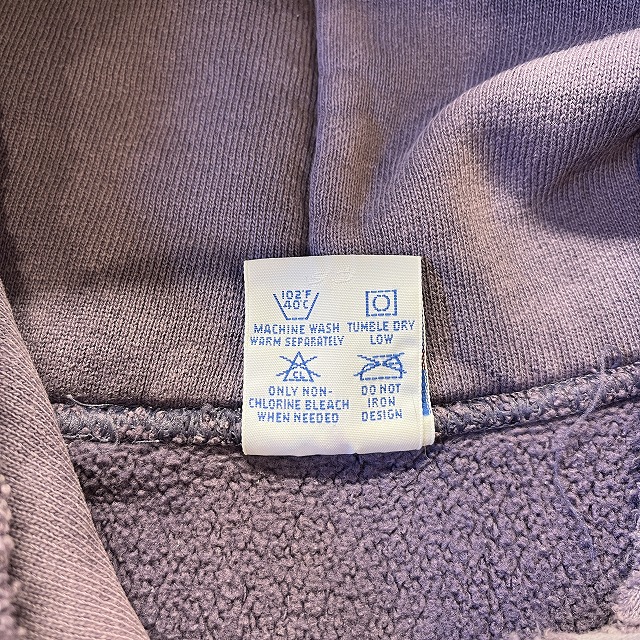 102°F
40°C
MACHINE WASH
WARM SEPARATELY
TUMBLE DRY
LOW
CL
ONLY NON-
CHLORINE BLEACH
WHEN NEEDED
DO NOT
IRON
DESIGN